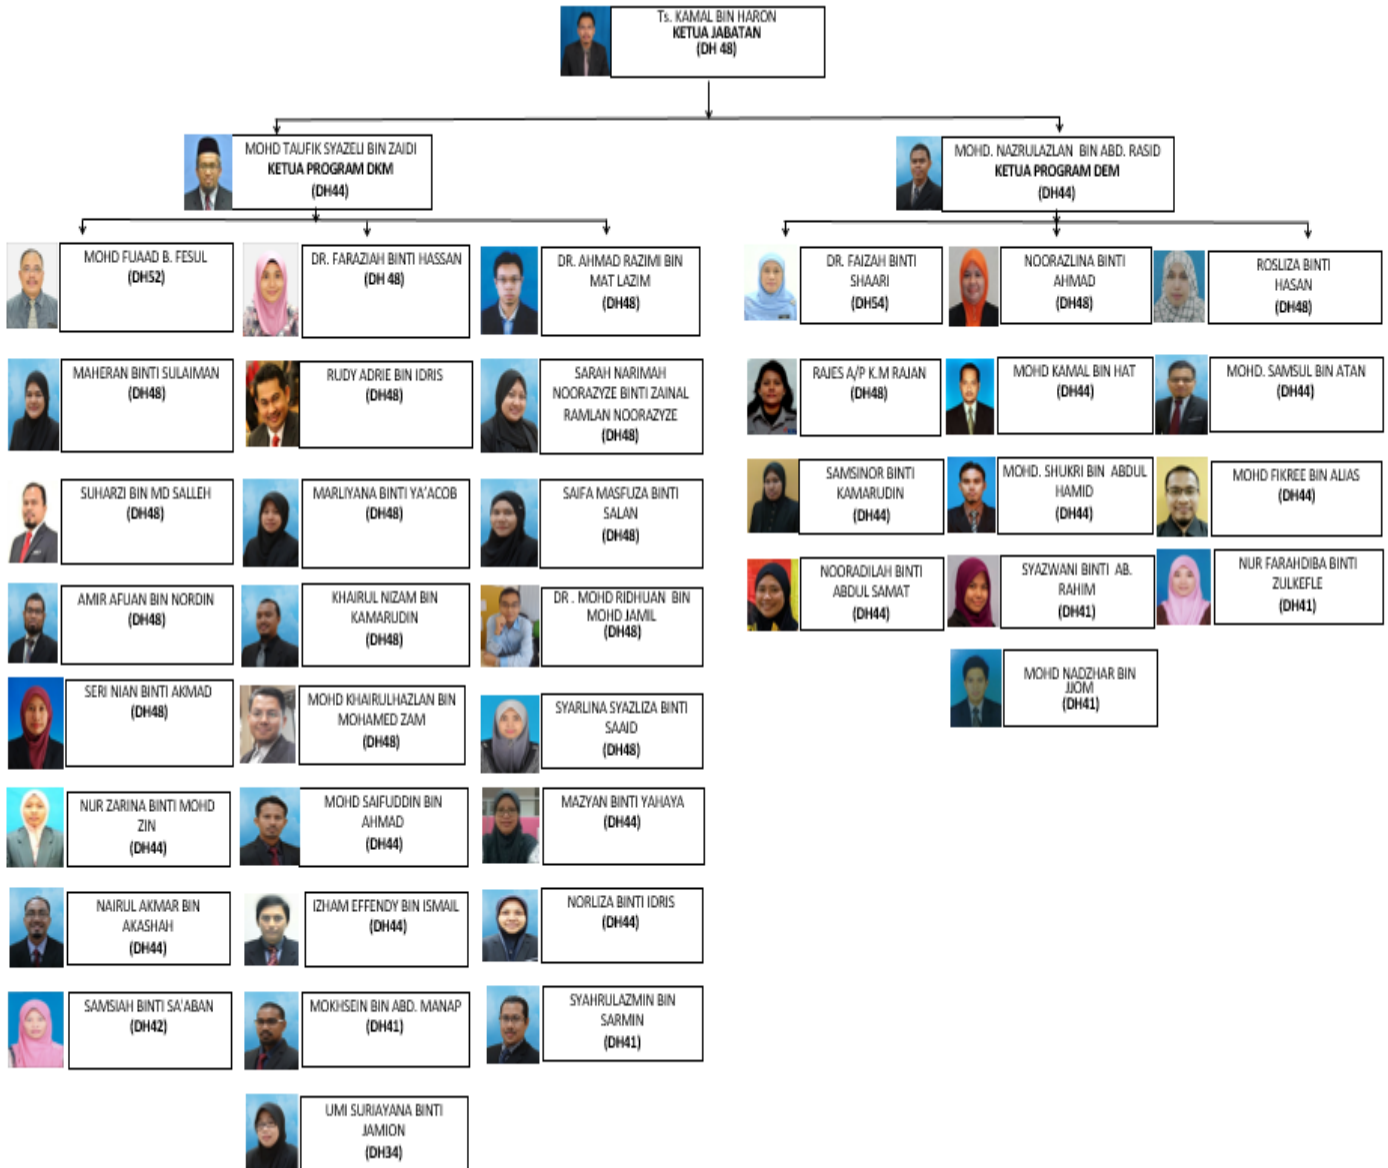 Ts. KAMAL BIN HARON
KETUA JABATAN
(DH 48)
MOHD TAUFIK SYAZELI BIN ZAIDI
KETUA PROGRAM DKM
(DH44)
MOHD. NAZRULAZLAN BIN ABD. RASID
KETUA PROGRAM DEM
(DH44)
MOHD FUAAD B. FESUL
(DH52)
DR. FARAZIAH BINTI HASSAN
(DH 48)
DR. AHMAD RAZIMI BIN
MAT LAZIM
(DH48)
DR. FAIZAH BINTI
SHAARI
(DH54)
NOORAZLINA BINTI
AHMAD
(DH48)
ROSLIZA BINTI
HASAN
(DH48)
MAHERAN BINTI SULAIMAN
(DH48)
RUDY ADRIE BIN IDRIS
(DH48)
SARAH NARIMAH
NOORAZYZE BINTI ZAINAL
RAMLAN NOORAZYZE
(DH48)
RAJES A/P K.M RAJAN
(DH48)
MOHD KAMAL BIN HAT
(DH44)
MOHD. SAMSUL BIN ATAN
(DH44)
SUHARZI BIN MD SALLEH
(DH48)
MARLIYANA BINTI YA'ACOB
(DH48)
SAIFA MASFUZA BINTI
SALAN
(DH48)
SAMSINOR BINTI
KAMARUDIN
(DH44)
MOHD. SHUKRI BIN ABDUL
HAMID
(DH44)
MOHD FIKREE BIN ALIAS
(DH44)
AMIR AFUAN BIN NORDIN
(DH48)
KHAIRUL NIZAM BIN
KAMARUDIN
(DH48)
DR . MOHD RIDHUAN BIN
MOHD JAMIL
(DH48)
NOORADILAH BINTI
ABDUL SAMAT
(DH44)
SYAZWANI BINTI AB.
RAHIM
(DH41)
NUR FARAHDIBA BINTI
ZULKEFLE
(DH41)
SERI NIAN BINTI AKMAD
(DH48)
MOHD KHAIRULHAZLAN BIN
MOHAMED ZAM
(DH48)
SYARLINA SYAZLIZA BINTI
SAAID
(DH48)
MOHD NADZHAR BIN
JJOM
(DH41)
NUR ZARINA BINTI MOHD
ZIN
(DH44)
MOHD SAIFUDDIN BIN
AHMAD
(DH44)
MAZYAN BINTI YAHAYA
(DH44)
NAIRUL AKMAR BIN
AKASHAH
(DH44)
IZHAM EFFENDY BIN ISMAIL
(DH44)
NORLIZA BINTI IDRIS
(DH44)
SAMSIAH BINTI SA'ABAN
(DH42)
MOKHSEIN BIN ABD. MANAP
(DH41)
SYAHRULAZMIN BIN
SARMIN
(DH41)
UMI SURIAYANA BINTI
JAMION
(DH34)